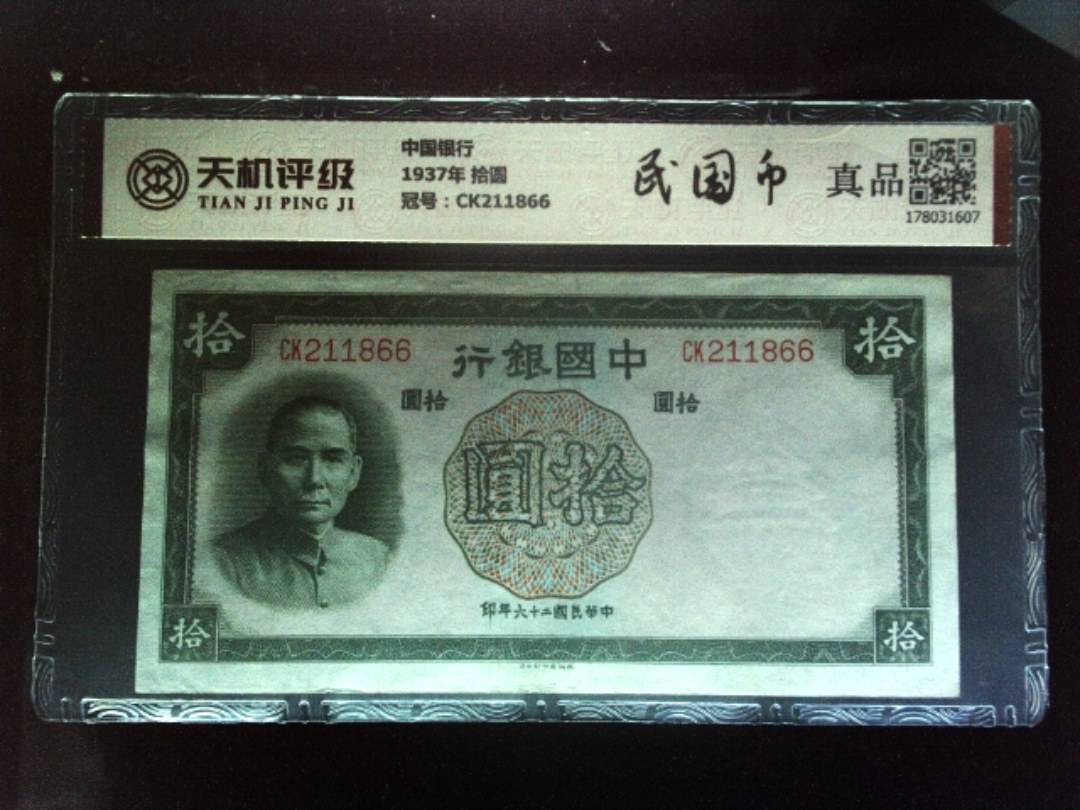 天机评级
TIAN JI PING JI
中国银行
1937年 拾圆
冠号：CK211866
民国币
真品
178031607
拾
拾
CK211866
中國銀行
CK211866
拾圓
拾圓
拾圓
中華民國二十六年印
拾
拾